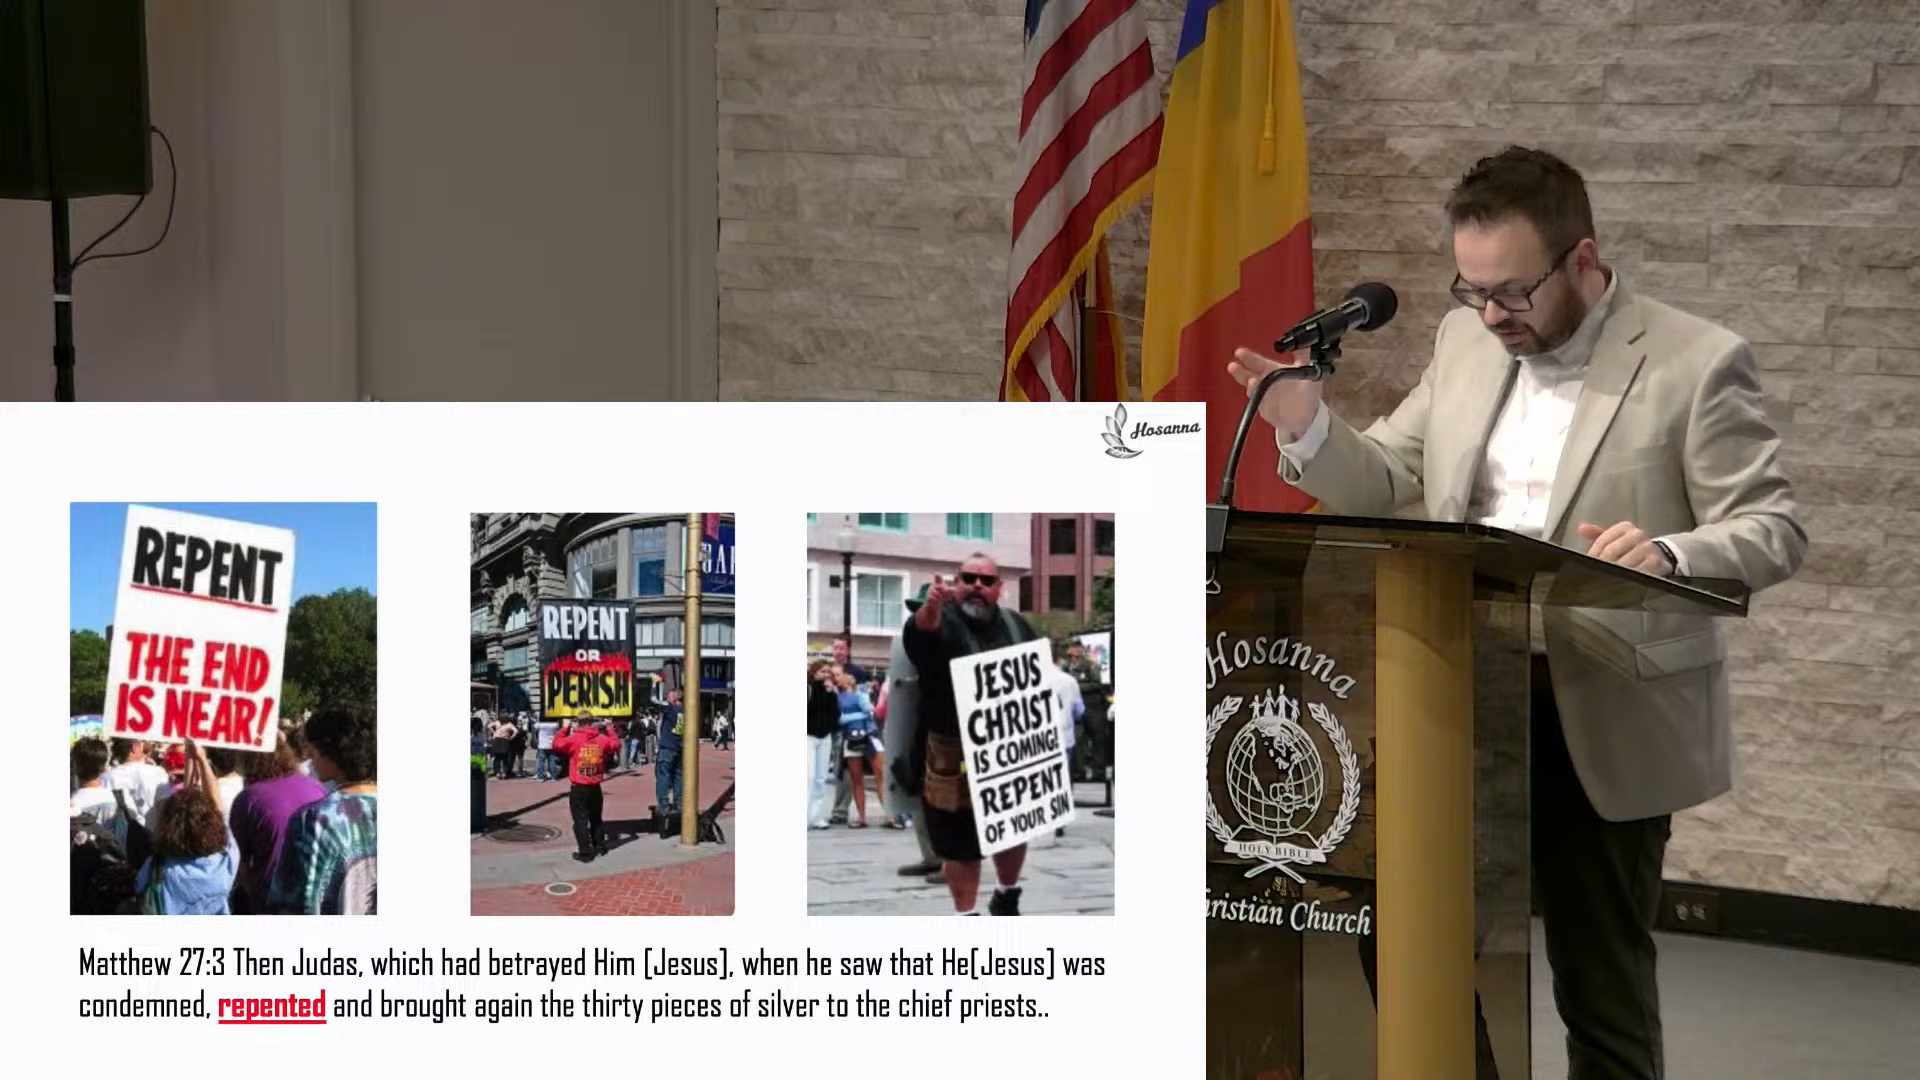 Hosanna
REPENT
THE END
IS NEAR!
REPENT
OR
PERISH
GAP
JESUS
CHRIST
IS COMING!
REPENT
OF YOUR SIN
Matthew 27:3 Then Judas, which had betrayed Him [Jesus], when he saw that He[Jesus] was
condemned, repented and brought again the thirty pieces of silver to the chief priests..
Hosanna
HOLY BIBLE
hristian Church